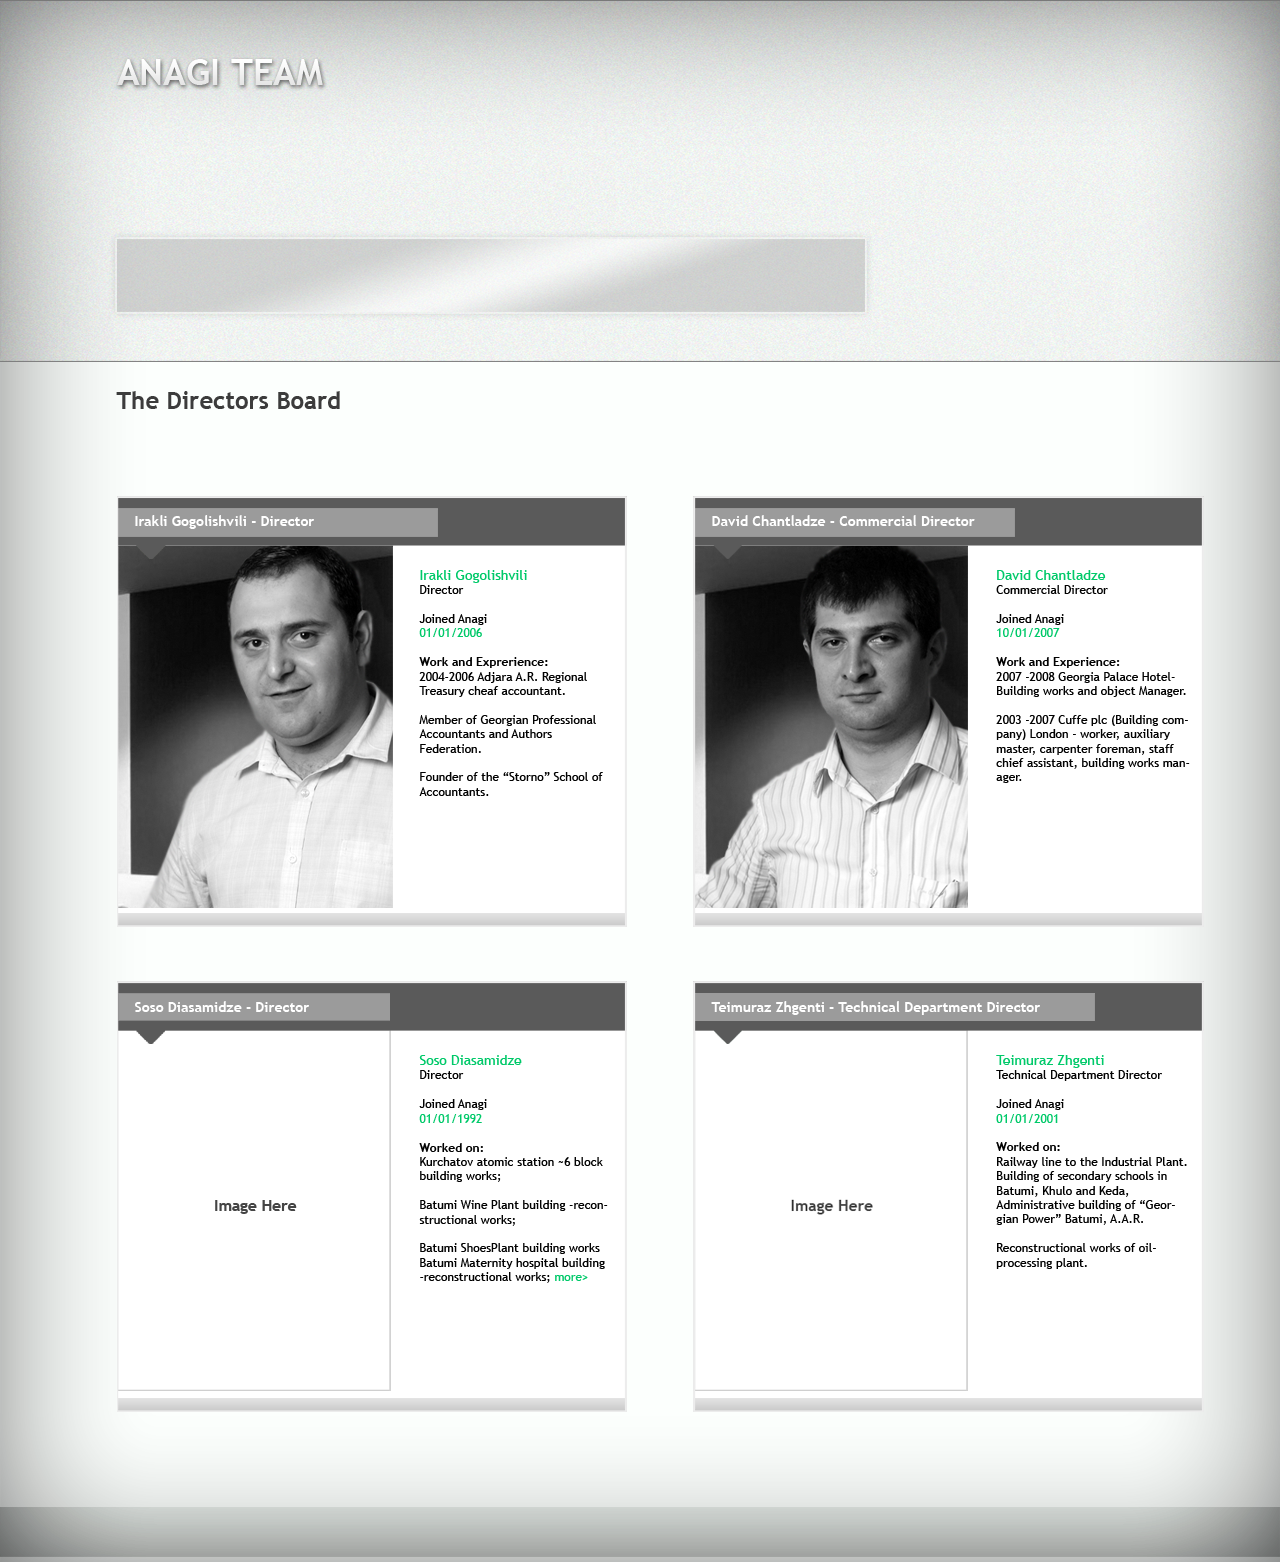 ANAGI TEAM
The Directors Board
Irakli Gogolishvili - Director
Irakli Gogolishvili
Director
Joined Anagi
01/01/2006
Work and Exprerience:
2004-2006 Adjara A.R. Regional
Treasury cheaf accountant.
Member of Georgian Professional
Accountants and Authors
Federation.
Founder of the “Storno” School of
Accountants.
David Chantladze - Commercial Director
David Chantladze
Commercial Director
Joined Anagi
10/01/2007
Work and Experience:
2007 -2008 Georgia Palace Hotel-
Building works and object Manager.
2003 -2007 Cuffe plc (Building com-
pany) London - worker, auxiliary
master, carpenter foreman, staff
chief assistant, building works man-
ager.
Soso Diasamidze - Director
Image Here
Soso Diasamidze
Director
Joined Anagi
01/01/1992
Worked on:
Kurchatov atomic station ~6 block
building works;
Batumi Wine Plant building -recon-
structional works;
Batumi ShoesPlant building works
Batumi Maternity hospital building
-reconstructional works; more>
Teimuraz Zhgenti - Technical Department Director
Image Here
Teimuraz Zhgenti
Technical Department Director
Joined Anagi
01/01/2001
Worked on:
Railway line to the Industrial Plant.
Building of secondary schools in
Batumi, Khulo and Keda,
Administrative building of “Geor-
gian Power” Batumi, A.A.R.
Reconstructional works of oil-
processing plant.